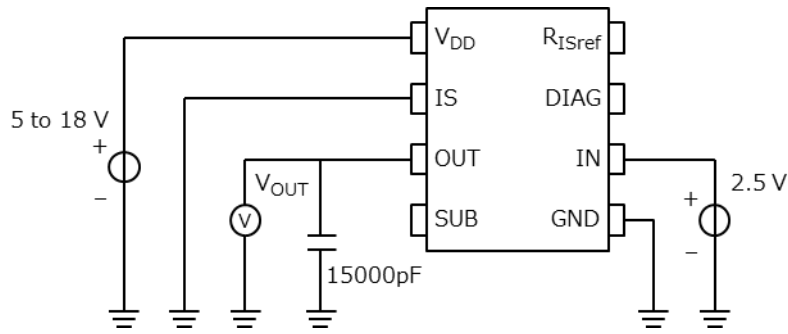 V_DD R_ISref
IS DIAG
5 to 18 V
+
−
OUT IN
V_OUT
V
2.5 V
+
−
SUB GND
15000pF